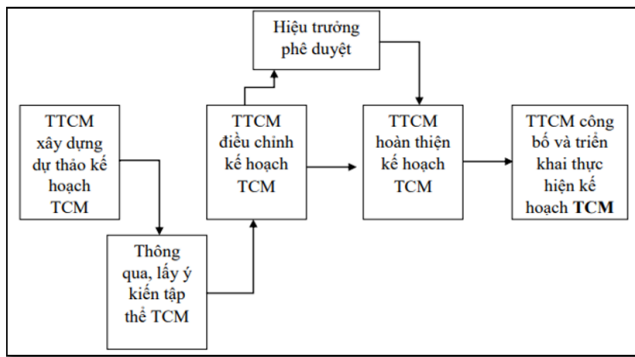 TTCM
xây dựng
dự thảo kế
hoạch
TCM
Thông
qua, lấy ý
kiến tập
thể TCM
TTCM
điều chỉnh
kế hoạch
TCM
Hiệu trưởng
phê duyệt
TTCM
hoàn thiện
kế hoạch
TCM
TTCM công
bố và triển
khai thực
hiện kế
hoạch TCM